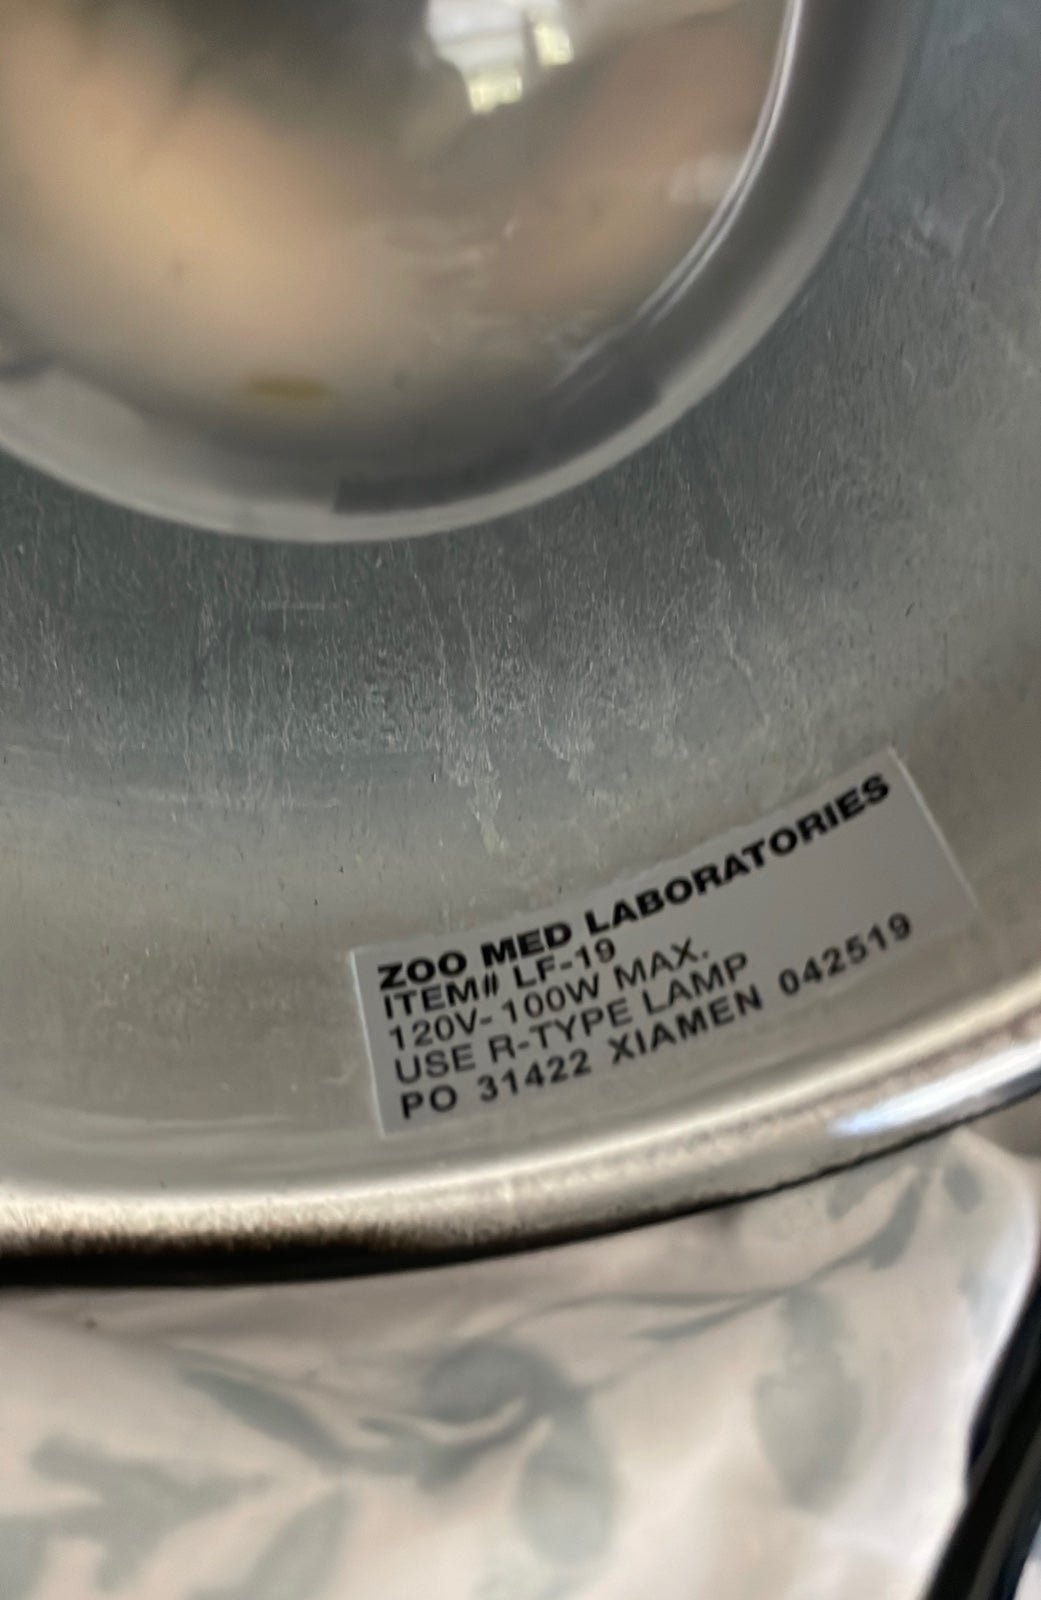 ZOO MED LABORATORIES
ITEM# LF-19
120V-100W MAX.
USE R-TYPE LAMP
PO 31422 XIAMEN 042519